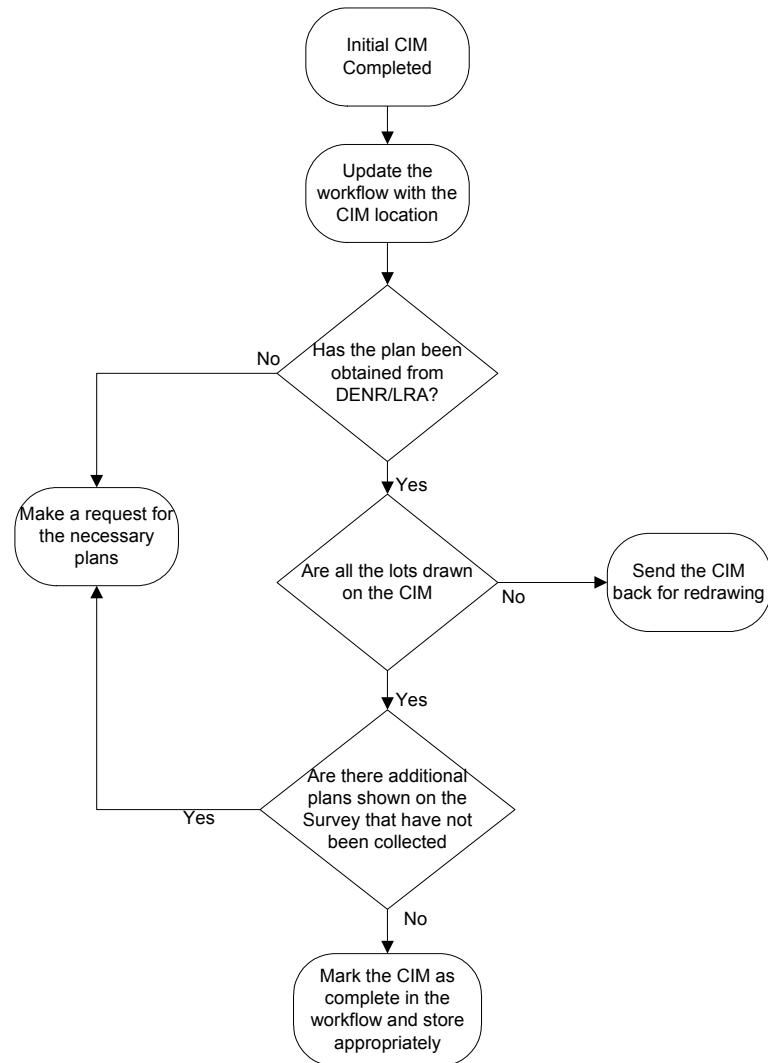 Initial CIM
Completed
Update the
workflow with the
CIM location
Has the plan been
obtained from
DENR/LRA?
No
Yes
Make a request for
the necessary
plans
Are all the lots drawn
on the CIM
No
Send the CIM
back for redrawing
Yes
Are there additional
plans shown on the
Survey that have not
been collected
Yes
No
Mark the CIM as
complete in the
workflow and store
appropriately